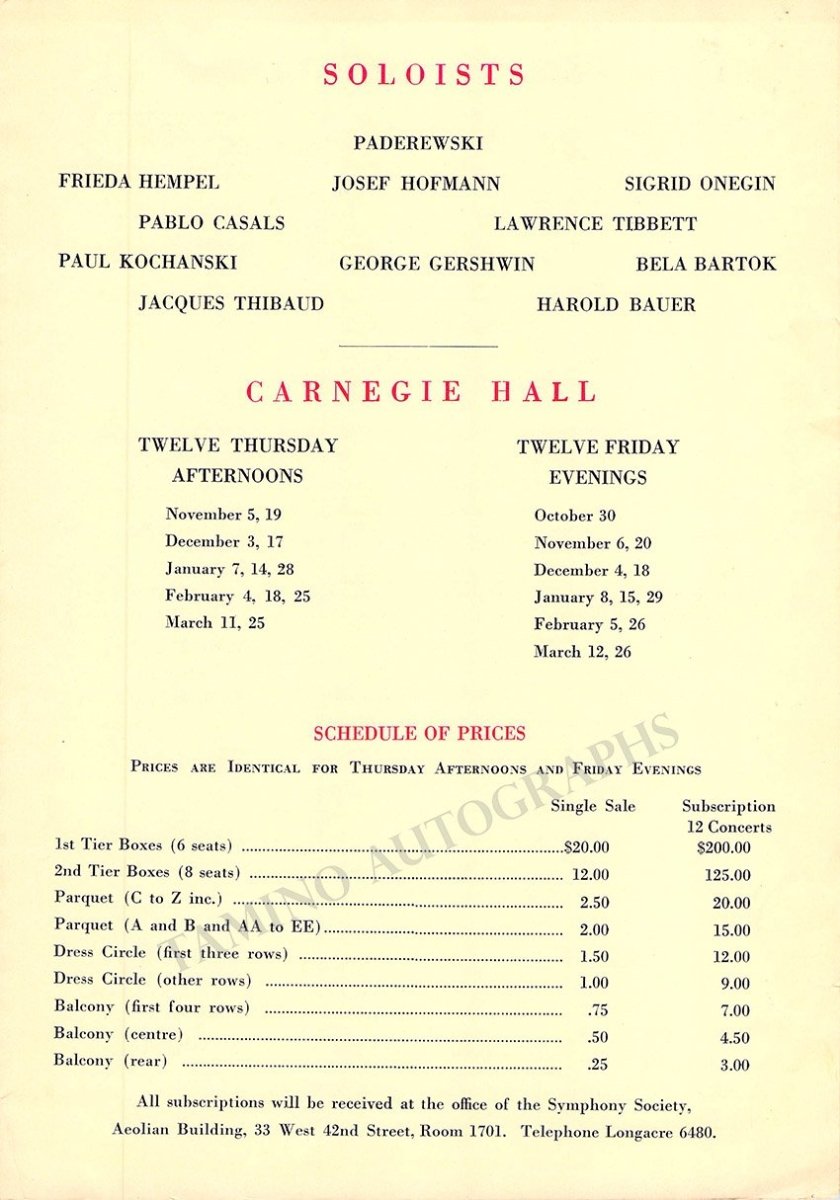 SOLOISTS
PADEREWSKI
FRIEDA HEMPEL JOSEF HOFMANN SIGRID ONEGIN
PABLO CASALS LAWRENCE TIBBETT
PAUL KOCHANSKI GEORGE GERSHWIN BELA BARTOK
JACQUES THIBAUD HAROLD BAUER
CARNEGIE HALL
TWELVE THURSDAY
AFTERNOONS
November 5, 19
December 3, 17
January 7, 14, 28
February 4, 18, 25
March 11, 25
TWELVE FRIDAY
EVENINGS
October 30
November 6, 20
December 4, 18
January 8, 15, 29
February 5, 26
March 12, 26
SCHEDULE OF PRICES
PRICES ARE IDENTICAL FOR THURSDAY AFTERNOONS AND FRIDAY EVENINGS
Single Sale Subscription
12 Concerts
1st Tier Boxes (6 seats) $20.00 $200.00
2nd Tier Boxes (8 seats) 12.00 125.00
Parquet (C to Z inc.) 2.50 20.00
Parquet (A and B and AA to EE) 2.00 15.00
Dress Circle (first three rows) 1.50 12.00
Dress Circle (other rows) 1.00 9.00
Balcony (first four rows) .75 7.00
Balcony (centre) .50 4.50
Balcony (rear) .25 3.00
All subscriptions will be received at the office of the Symphony Society,
Aeolian Building, 33 West 42nd Street, Room 1701. Telephone Longacre 6480.
TAMINO AUTOGRAPHS